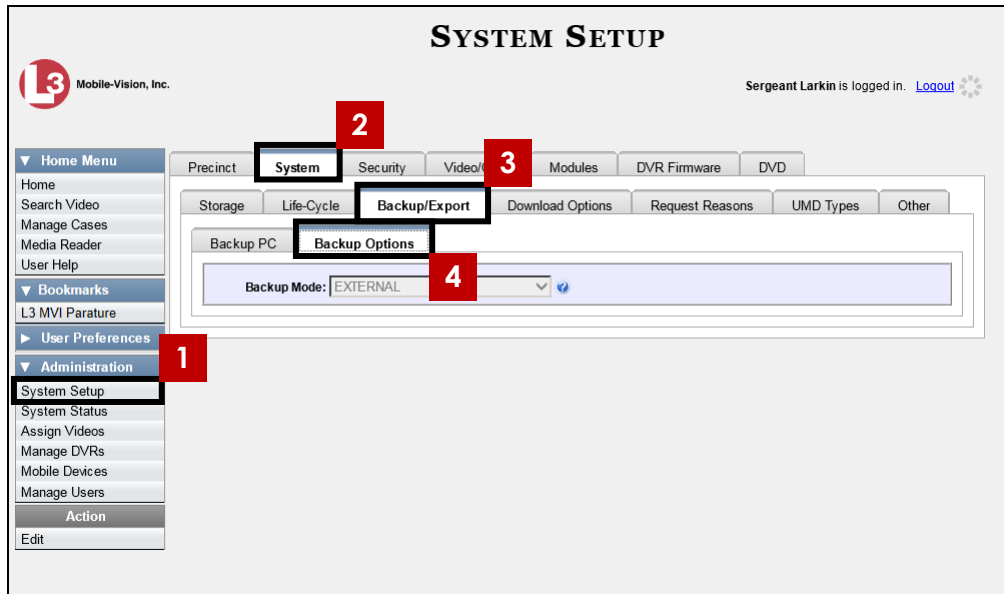 SYSTEM SETUP
L3 Mobile-Vision, Inc.
Sergeant Larkin is logged in. Logout
2
▼ Home Menu
Home
Search Video
Manage Cases
Media Reader
User Help
▼ Bookmarks
L3 MVI Parature
▶ User Preferences
▼ Administration
1
System Setup
System Status
Assign Videos
Manage DVRs
Mobile Devices
Manage Users
Action
Edit
Precinct System Security Video/ 3 Modules DVR Firmware DVD
Storage Life-Cycle Backup/Export Download Options Request Reasons UMD Types Other
Backup PC Backup Options
4
Backup Mode: EXTERNAL ?